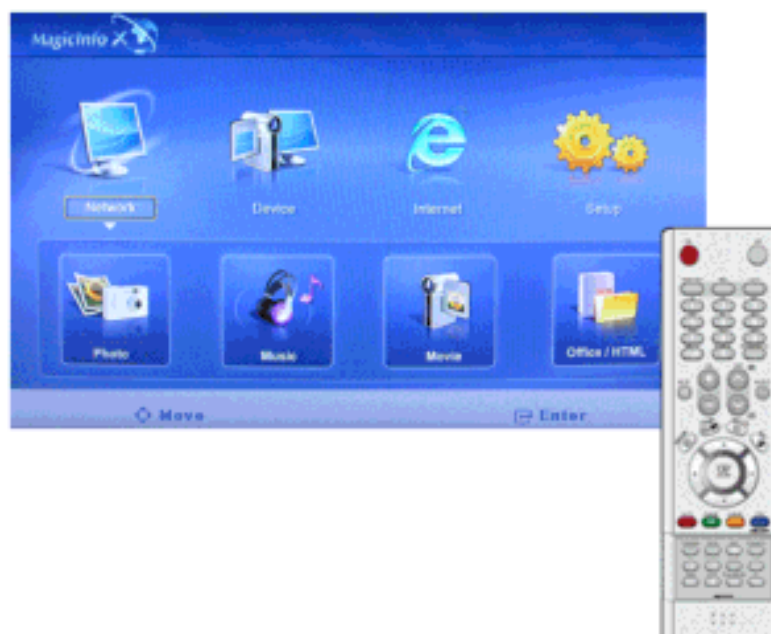 MagicInfo X
Network Device Internet Setup
Photo Music Movie Office / HTML
Move Enter